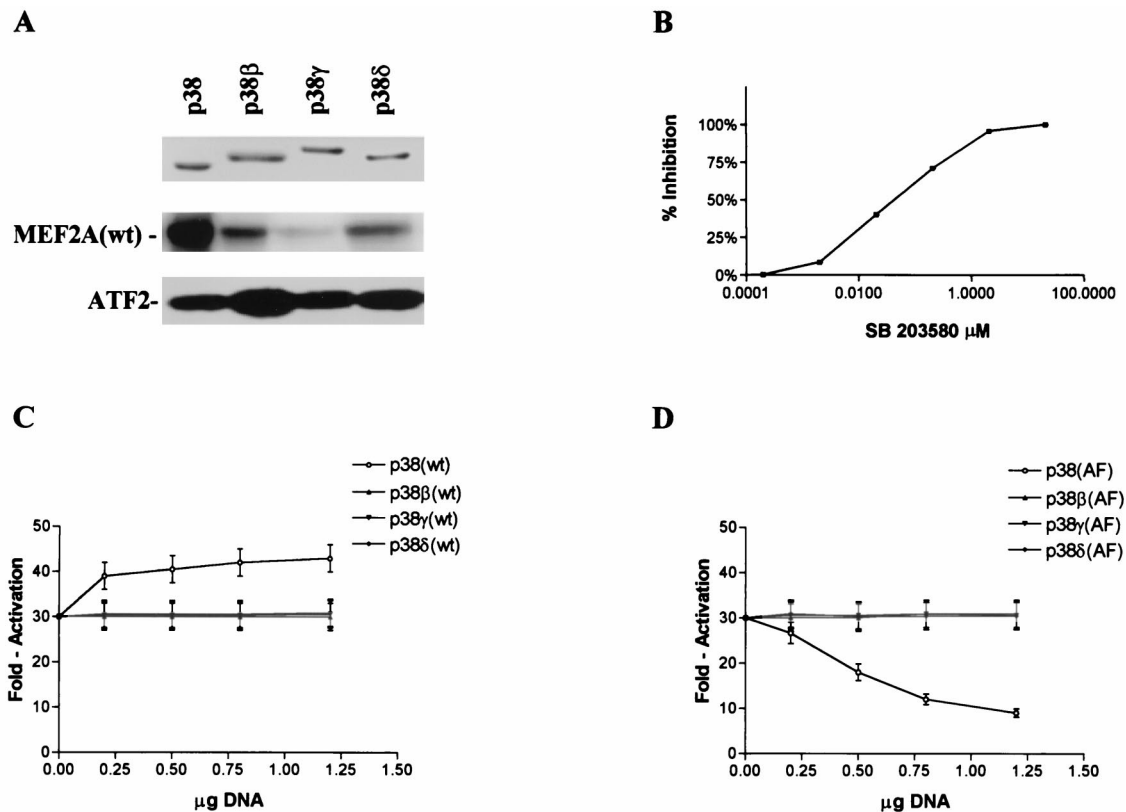 A
p38
p38β
p38γ
p38δ
MEF2A(wt) -
ATF2-
B
% Inhibition
100%
75%
50%
25%
0%
0.0001
0.0100
1.0000
100.0000
SB 203580 μM
C
p38(wt)
p38β(wt)
p38γ(wt)
p38δ(wt)
Fold - Activation
50
40
30
20
10
0
0.00
0.25
0.50
0.75
1.00
1.25
1.50
μg DNA
D
p38(AF)
p38β(AF)
p38γ(AF)
p38δ(AF)
Fold - Activation
50
40
30
20
10
0
0.00
0.25
0.50
0.75
1.00
1.25
1.50
μg DNA